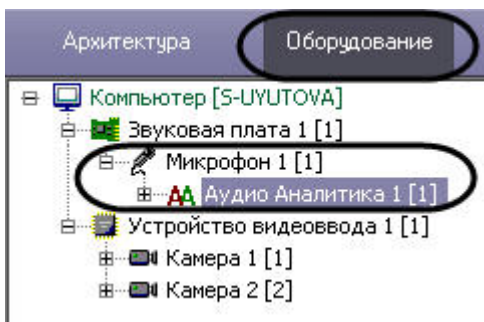 Архитектура Оборудование
Компьютер [S-UYUTOVA]
Звуковая плата 1 [1]
Микрофон 1 [1]
Аудио Аналитика 1 [1]
Устройство видеоввода 1 [1]
Камера 1 [1]
Камера 2 [2]